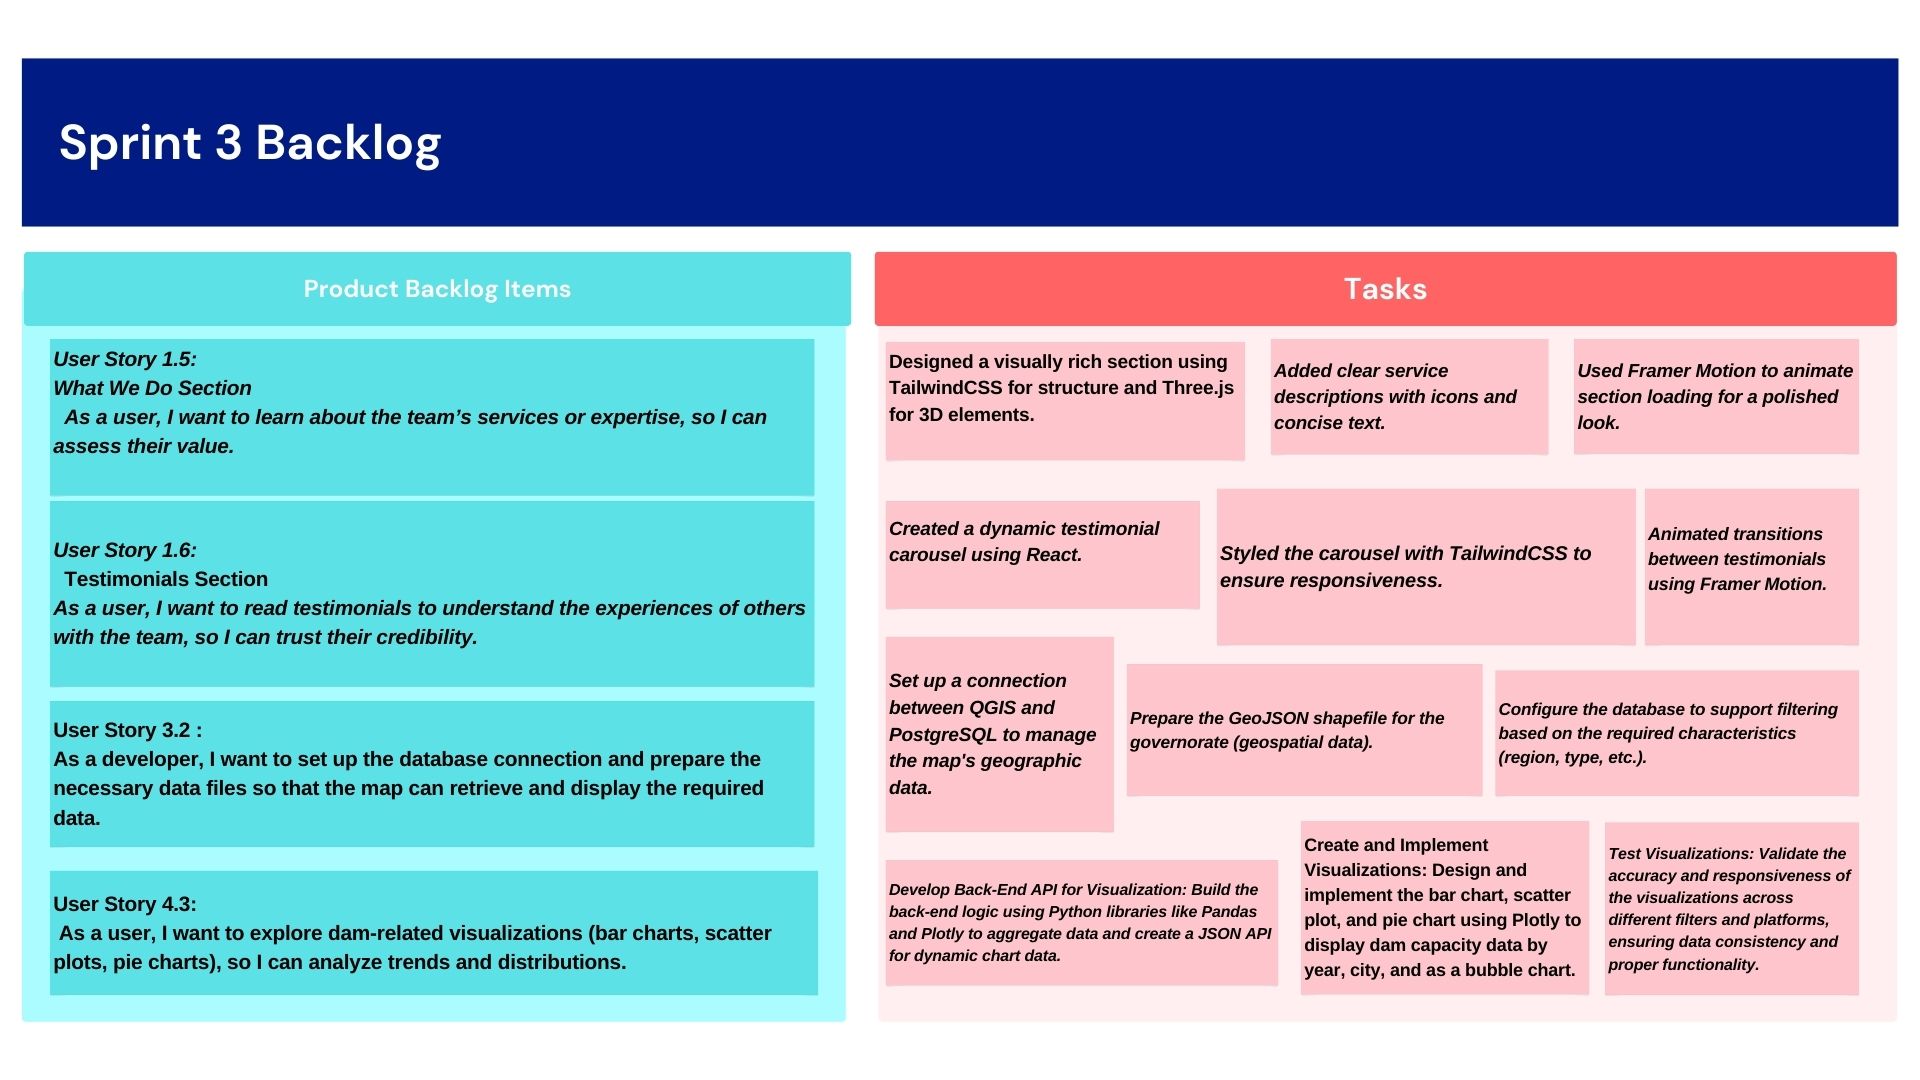 Sprint 3 Backlog
Product Backlog Items
User Story 1.5:
What We Do Section
As a user, I want to learn about the team’s services or expertise, so I can
assess their value.
User Story 1.6:
Testimonials Section
As a user, I want to read testimonials to understand the experiences of others
with the team, so I can trust their credibility.
User Story 3.2 :
As a developer, I want to set up the database connection and prepare the
necessary data files so that the map can retrieve and display the required
data.
User Story 4.3:
As a user, I want to explore dam-related visualizations (bar charts, scatter
plots, pie charts), so I can analyze trends and distributions.
Tasks
Designed a visually rich section using
TailwindCSS for structure and Three.js
for 3D elements.
Added clear service
descriptions with icons and
concise text.
Used Framer Motion to animate
section loading for a polished
look.
Created a dynamic testimonial
carousel using React.
Styled the carousel with TailwindCSS to
ensure responsiveness.
Animated transitions
between testimonials
using Framer Motion.
Set up a connection
between QGIS and
PostgreSQL to manage
the map's geographic
data.
Prepare the GeoJSON shapefile for the
governorate (geospatial data).
Configure the database to support filtering
based on the required characteristics
(region, type, etc.).
Develop Back-End API for Visualization: Build the
back-end logic using Python libraries like Pandas
and Plotly to aggregate data and create a JSON API
for dynamic chart data.
Create and Implement
Visualizations: Design and
implement the bar chart, scatter
plot, and pie chart using Plotly to
display dam capacity data by
year, city, and as a bubble chart.
Test Visualizations: Validate the
accuracy and responsiveness of
the visualizations across
different filters and platforms,
ensuring data consistency and
proper functionality.